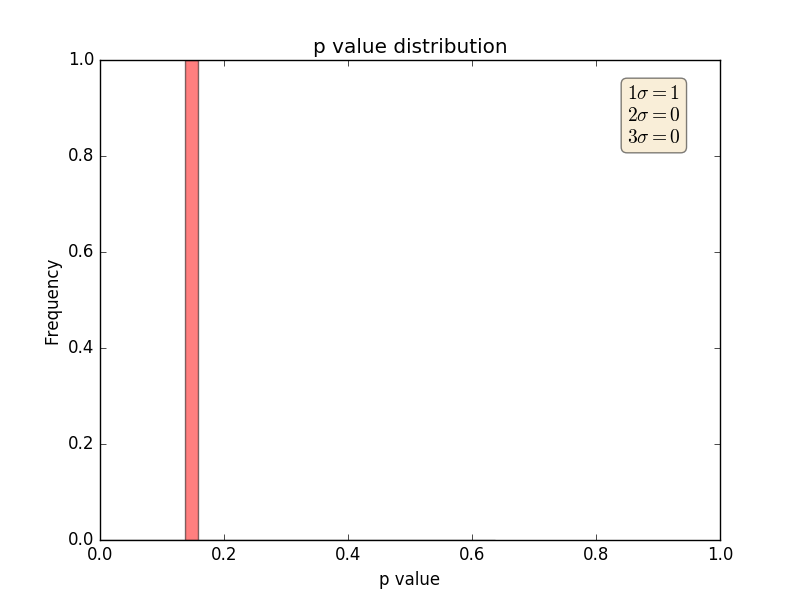 p value distribution
1.0
1σ = 1
2σ = 0
3σ = 0
0.8
0.6
Frequency
0.4
0.2
0.0
0.0 0.2 0.4 0.6 0.8 1.0
p value